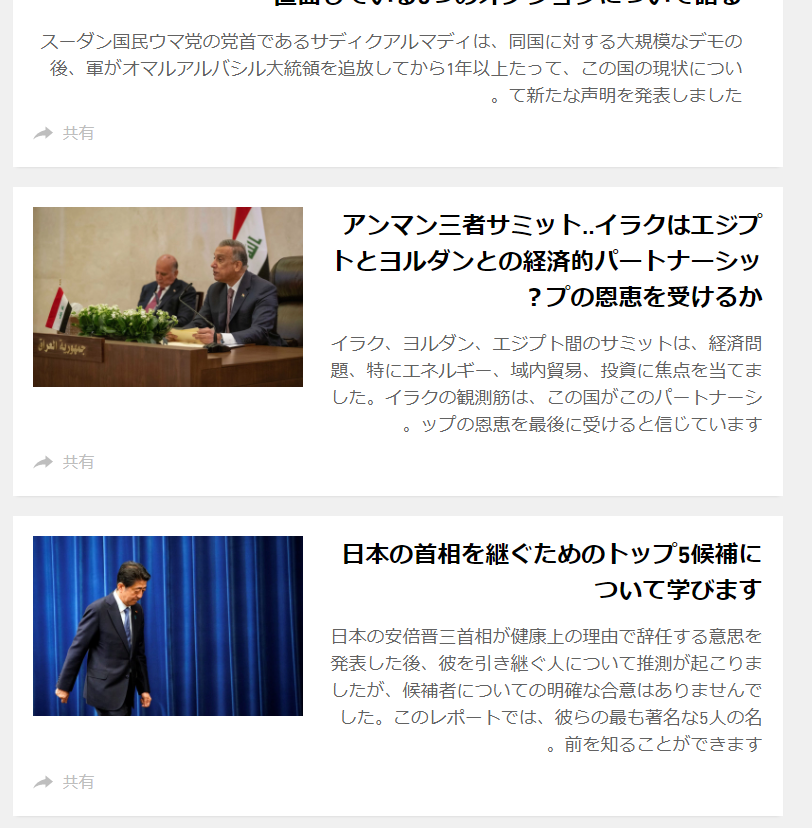 のオプションについて語る
スーダン国民ウマ党の党首であるサディクアルマディは、同国に対する大規模なデモの
後、軍がオマルアルバシル大統領を追放してから1年以上たって、この国の現状につい
。て新たな声明を発表しました
共有
アンマン三者サミット..イラクはエジプ
トとヨルダンとの経済的パートナーシッ
？プの恩恵を受けるか
イラク、ヨルダン、エジプト間のサミットは、経済問
題、特にエネルギー、域内貿易、投資に焦点を当てま
した。イラクの観測筋は、この国がこのパートナーシ
。ップの恩恵を最後に受けると信じています
جمهورية العراق
共有
日本の首相を継ぐためのトップ5候補に
ついて学びます
日本の安倍晋三首相が健康上の理由で辞任する意思を
発表した後、彼を引き継ぐ人について推測が起こりま
したが、候補者についての明確な合意はありませんで
した。このレポートでは、彼らの最も著名な5人の名
。前を知ることができます
共有